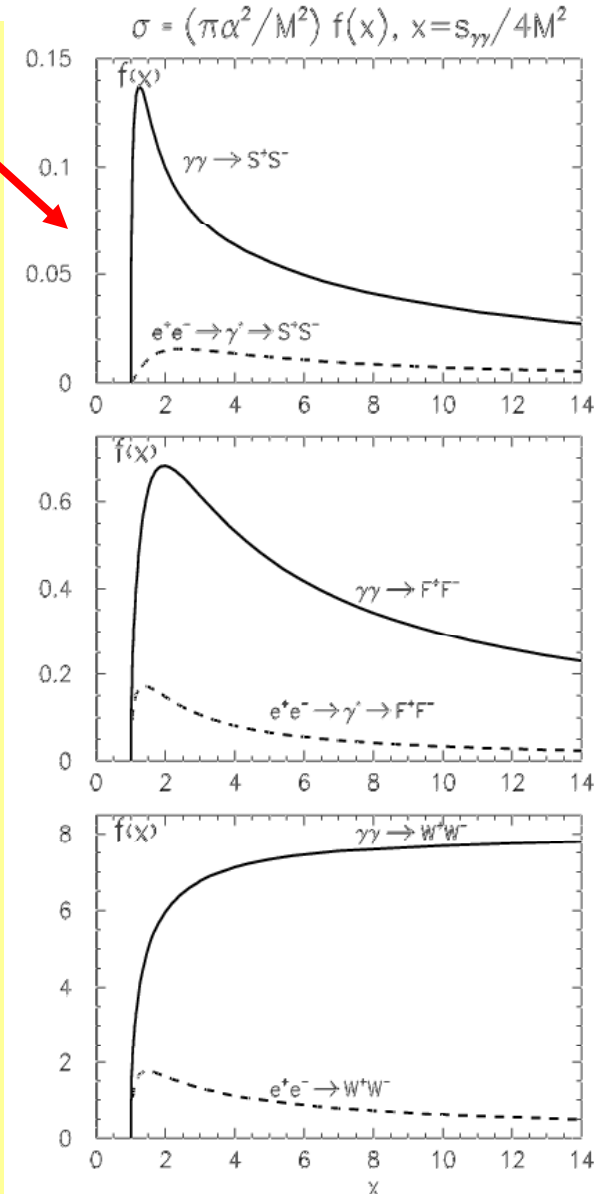 σ = (πα²/M²) f(x), x=s_γγ/4M²
0.15
f(x)
γγ → S⁺S⁻
0.1
0.05
e⁺e⁻ → γ* → S⁺S⁻
0
0 2 4 6 8 10 12 14
f(x)
0.6
0.4
γγ → F⁺F⁻
0.2
e⁺e⁻ → γ* → F⁺F⁻
0
0 2 4 6 8 10 12 14
8
f(x)
γγ → W⁺W⁻
6
4
2
e⁺e⁻ → W⁺W⁻
0
0 2 4 6 8 10 12 14
x